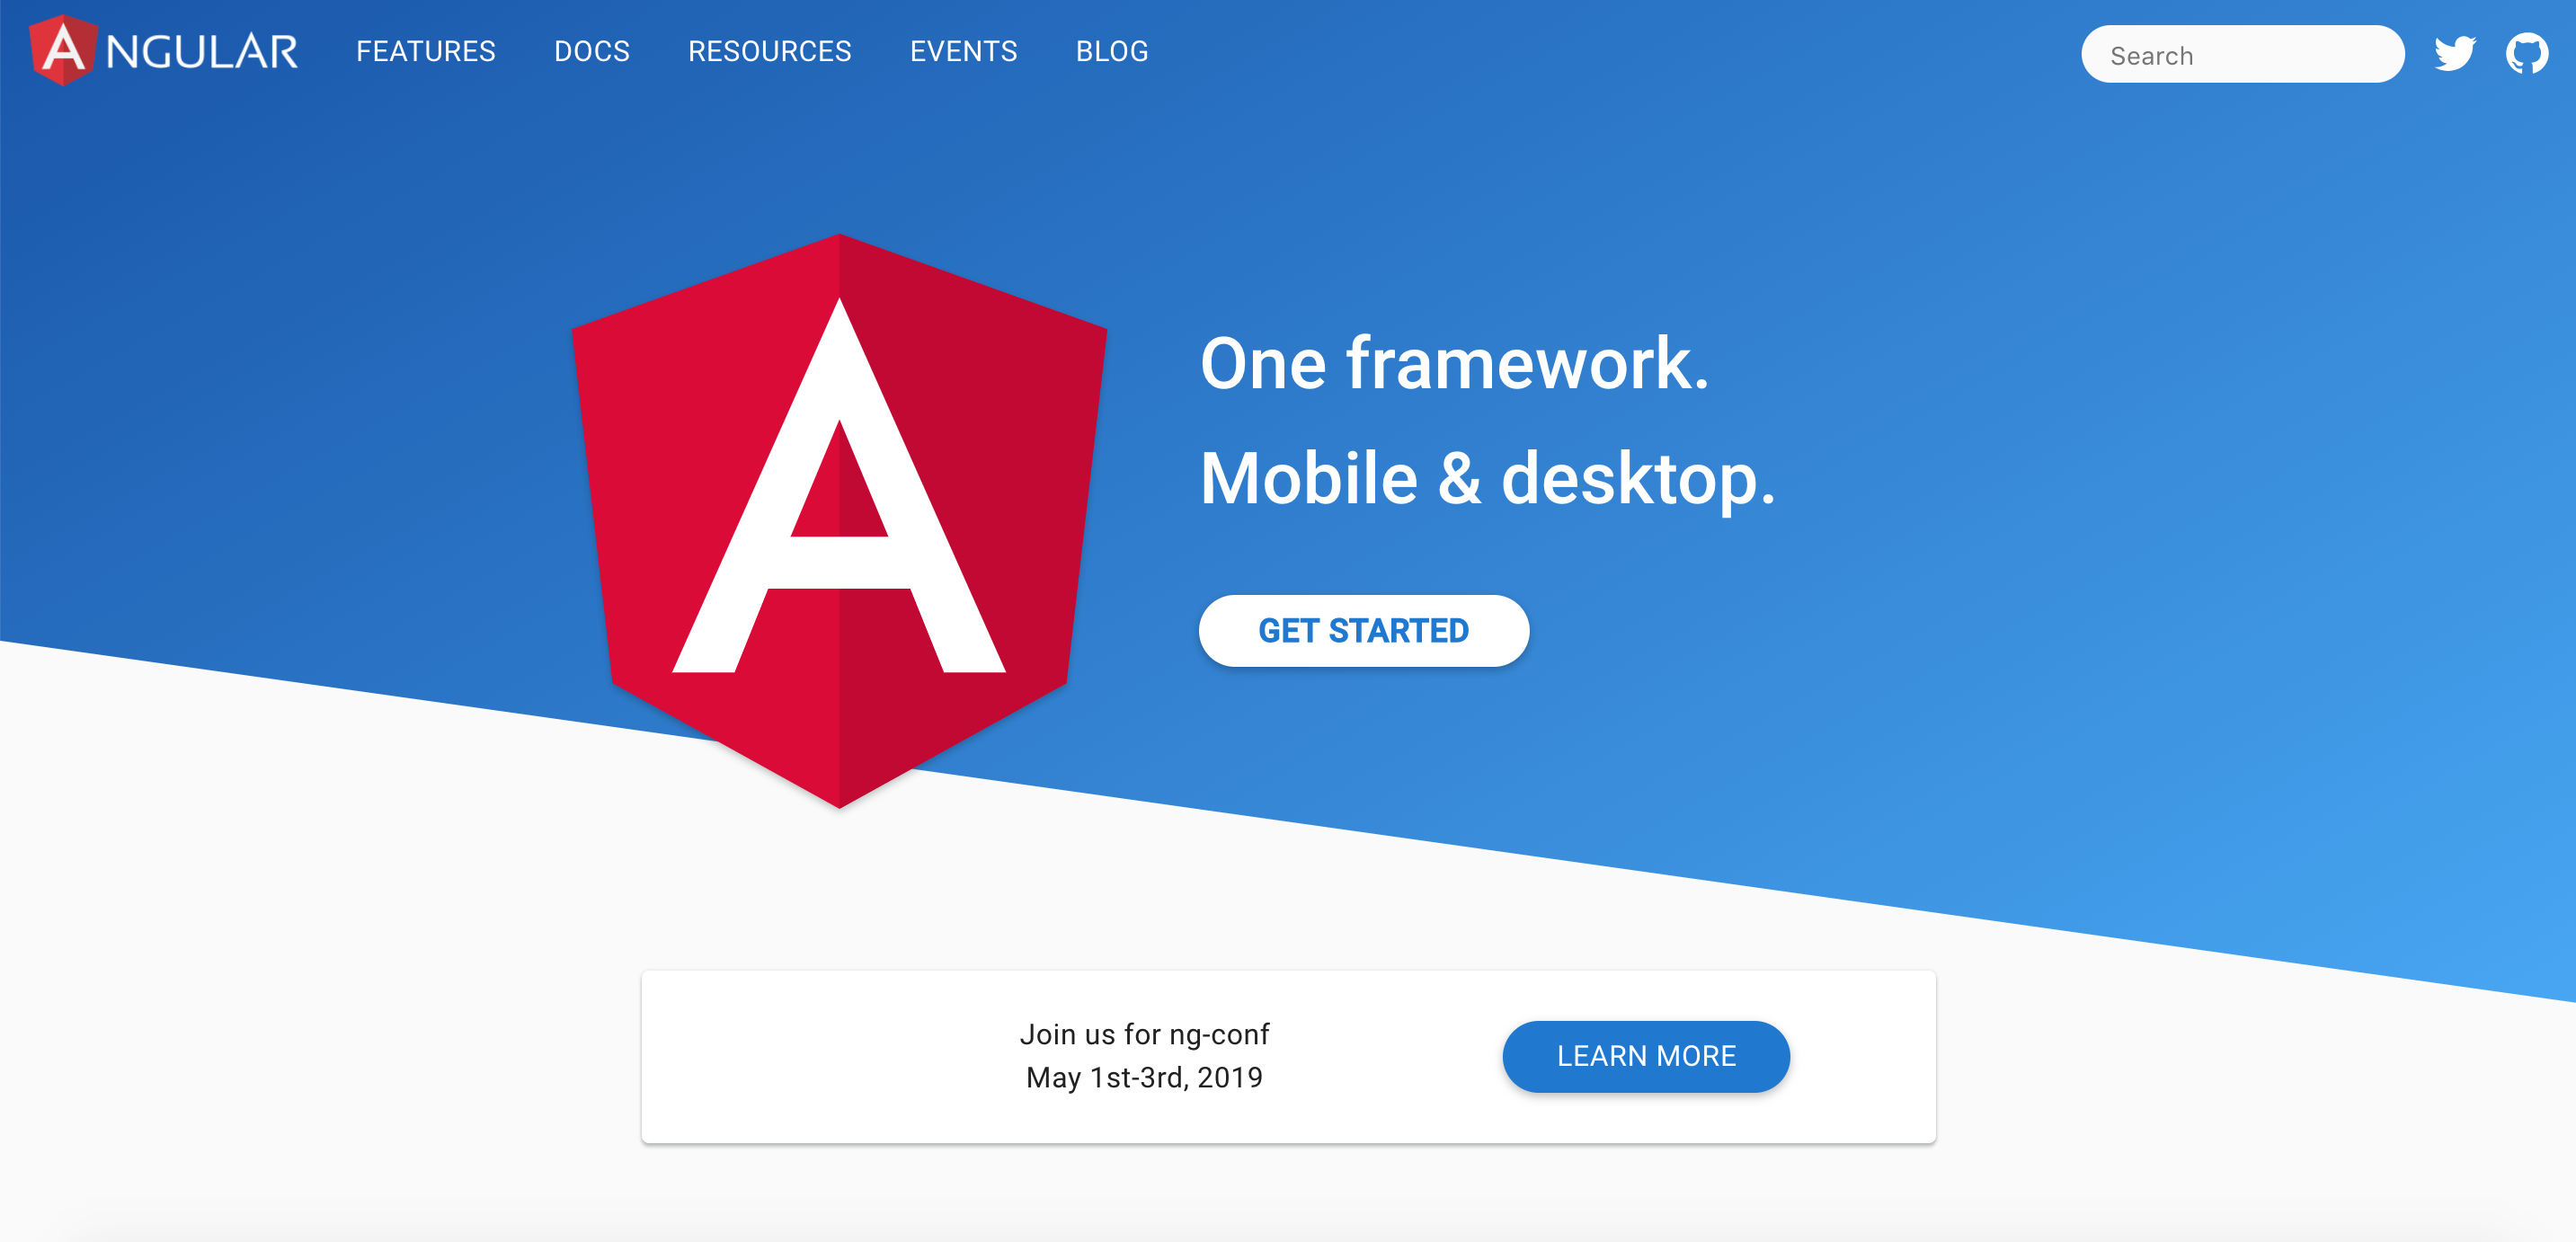 ANGULAR
FEATURES
DOCS
RESOURCES
EVENTS
BLOG
Search
A
One framework.
Mobile & desktop.
GET STARTED
Join us for ng-conf
May 1st-3rd, 2019
LEARN MORE